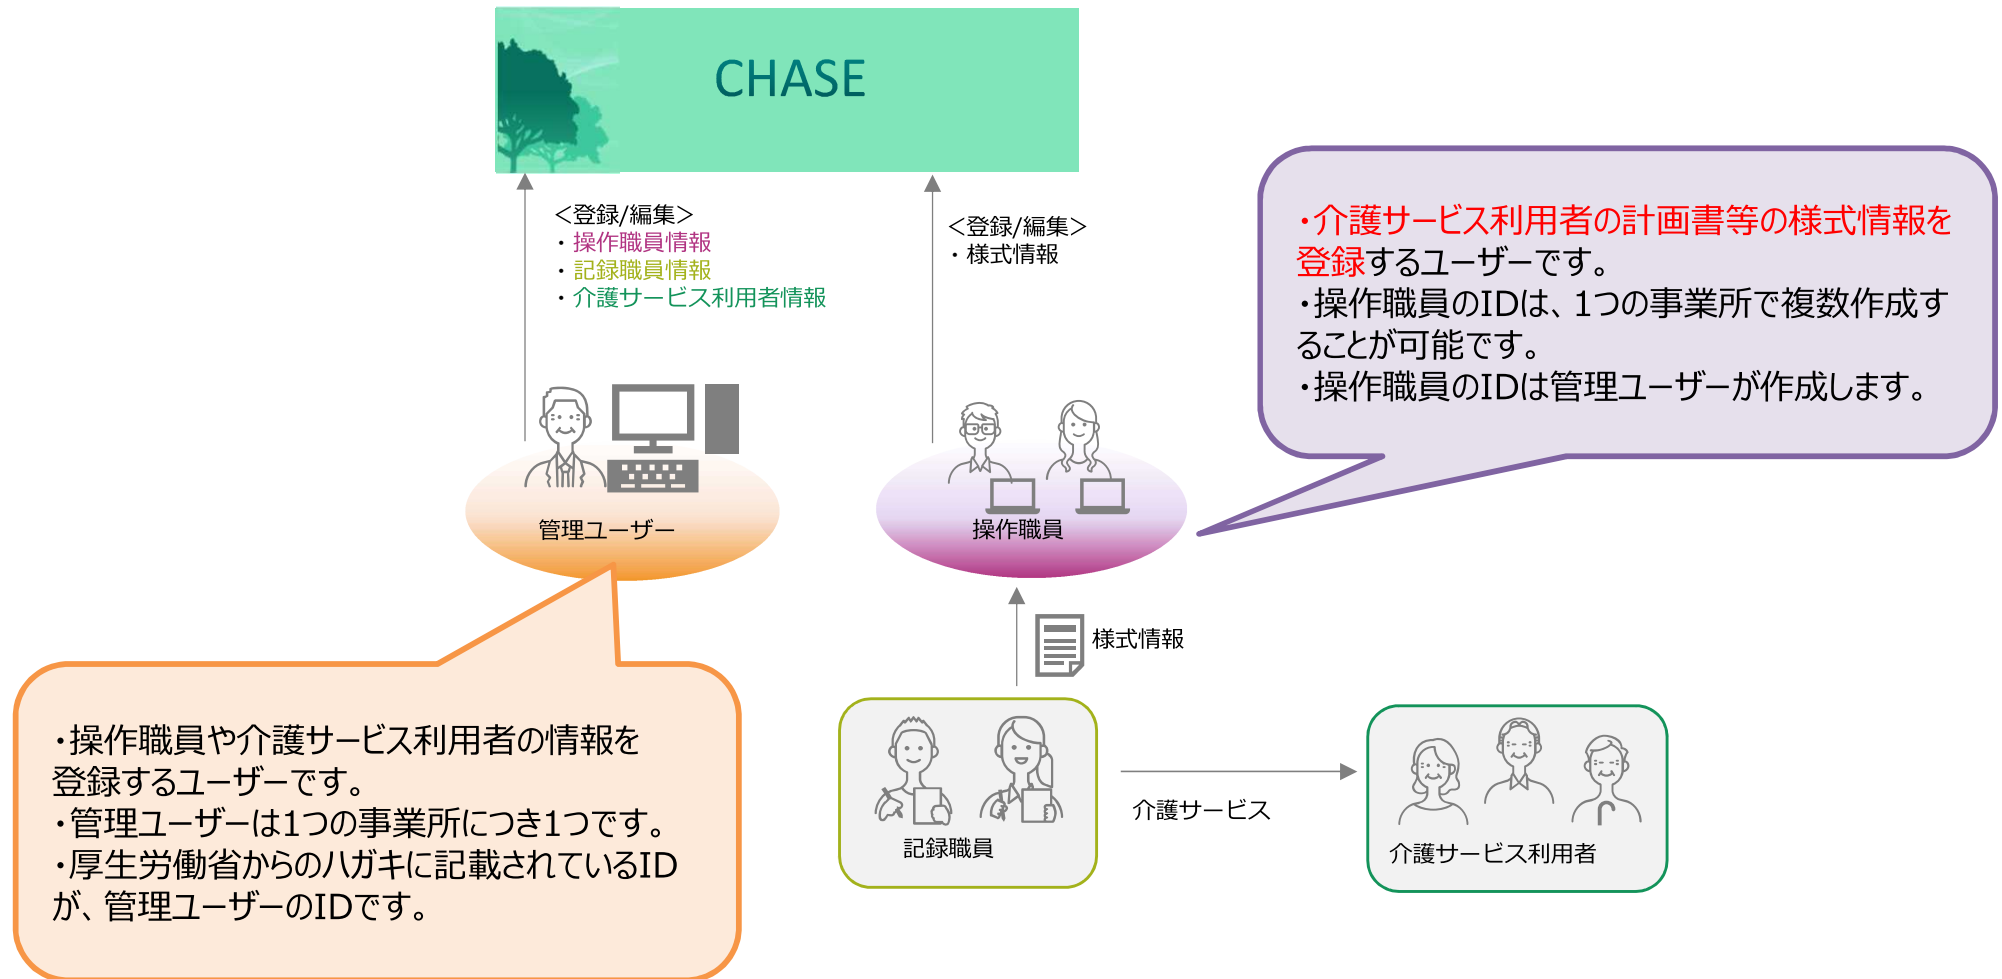 CHASE
＜登録/編集＞
・操作職員情報
・記録職員情報
・介護サービス利用者情報
＜登録/編集＞
・様式情報
・介護サービス利用者の計画書等の様式情報を
登録するユーザーです。
・操作職員のIDは、1つの事業所で複数作成す
ることが可能です。
・操作職員のIDは管理ユーザーが作成します。
管理ユーザー
操作職員
様式情報
・操作職員や介護サービス利用者の情報を
登録するユーザーです。
・管理ユーザーは1つの事業所につき1つです。
・厚生労働省からのハガキに記載されているID
が、管理ユーザーのIDです。
記録職員
介護サービス
介護サービス利用者